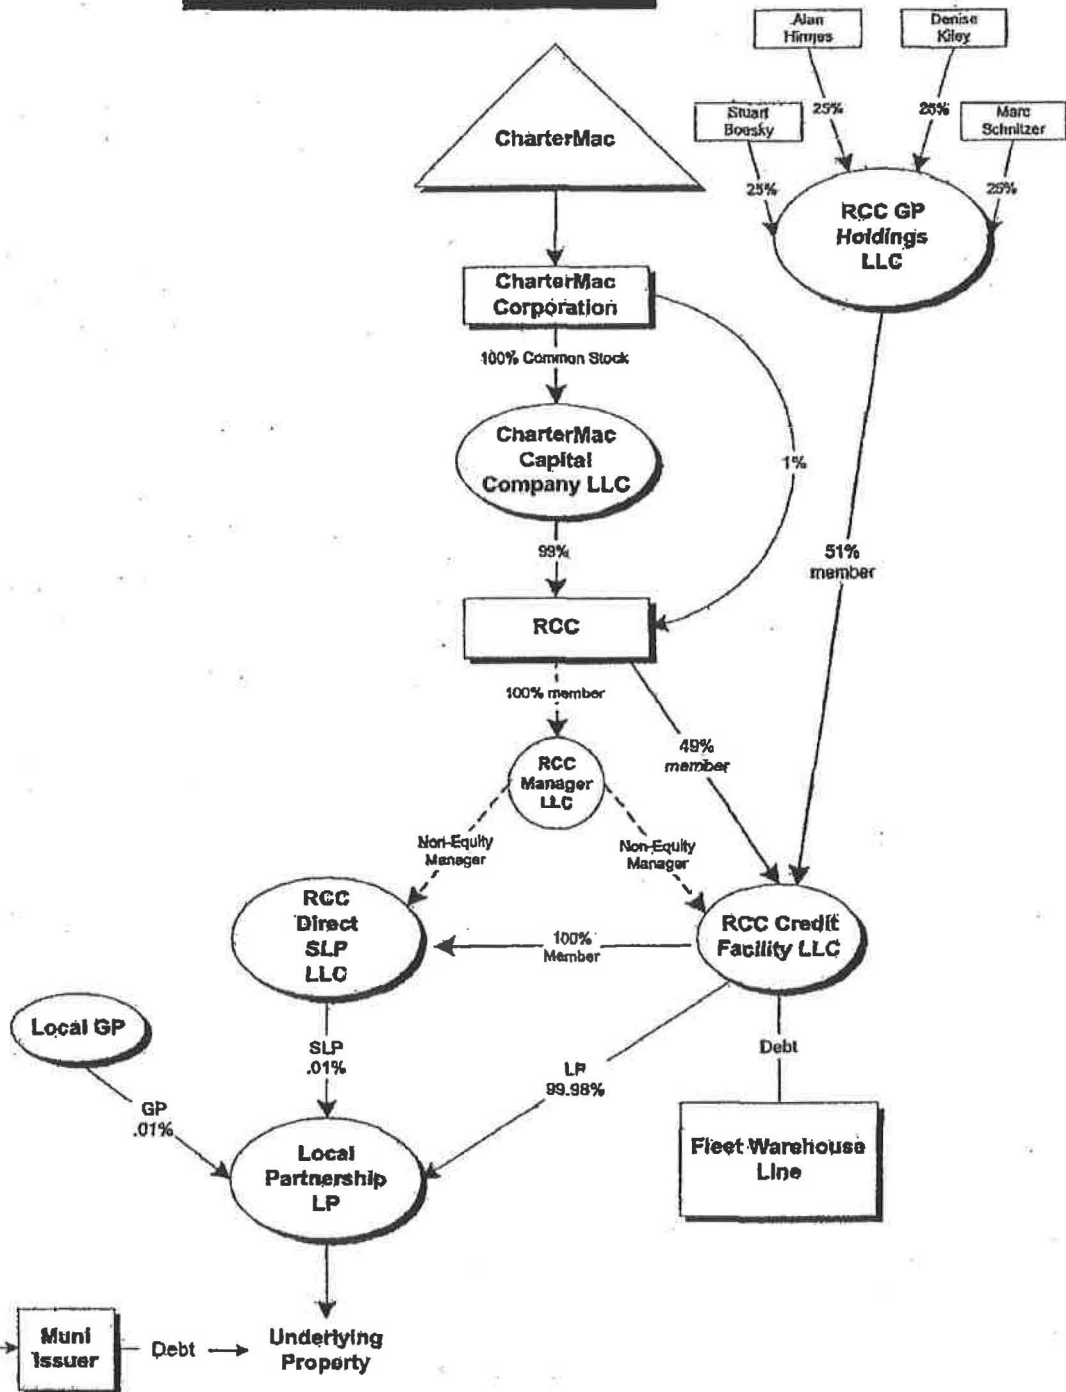 Alan
Hirmes
Denise
Kiley
Stuart
Boesky
Marc
Schnitzer
25%
25%
25%
25%
CharterMac
RCC GP
Holdings
LLC
CharterMac
Corporation
100% Common Stock
CharterMac
Capital
Company LLC
1%
99%
51%
member
RCC
100% member
49%
member
RCC
Manager
LLC
Non-Equity
Manager
Non-Equity
Manager
RCC
Direct
SLP
LLC
100%
Member
RCC Credit
Facility LLC
Local GP
SLP
.01%
LP
99.98%
Debt
GP
.01%
Local
Partnership
LP
Fleet Warehouse
Line
Muni
Issuer
Debt
Underlying
Property